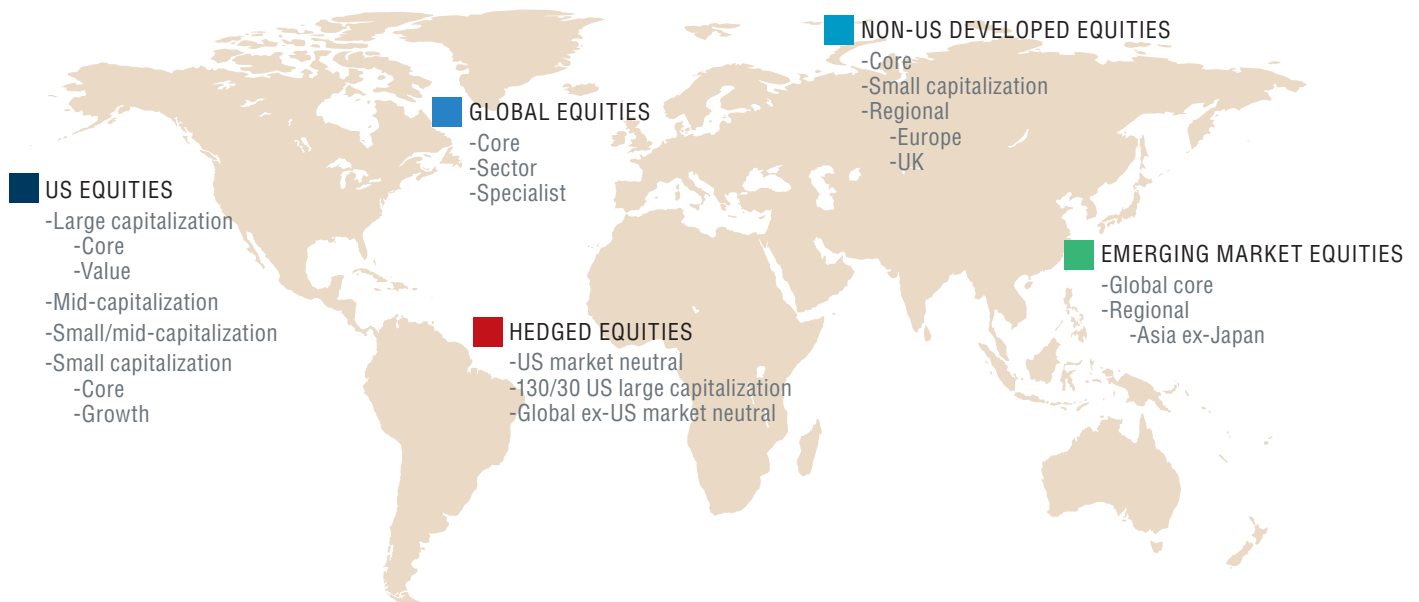 NON-US DEVELOPED EQUITIES
-Core
-Small capitalization
-Regional
-Europe
-UK
GLOBAL EQUITIES
-Core
-Sector
-Specialist
US EQUITIES
-Large capitalization
-Core
-Value
-Mid-capitalization
-Small/mid-capitalization
-Small capitalization
-Core
-Growth
EMERGING MARKET EQUITIES
-Global core
-Regional
-Asia ex-Japan
HEDGED EQUITIES
-US market neutral
-130/30 US large capitalization
-Global ex-US market neutral